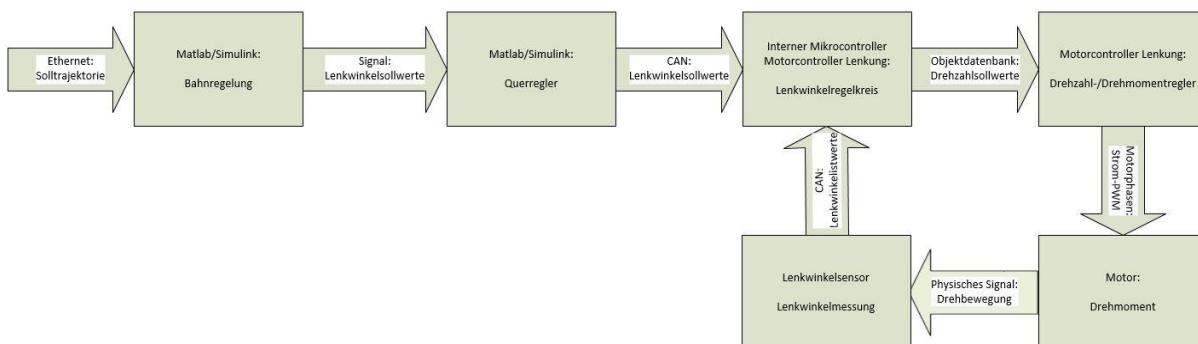 Ethernet:
Solltrajektorie
Matlab/Simulink:
Bahnregelung
Signal:
Lenkwinkelsollwerte
Matlab/Simulink:
Querregler
CAN:
Lenkwinkelsollwerte
Interner Mikrocontroller
Motorcontroller Lenkung:
Lenkwinkelregelkreis
Objektdatenbank:
Drehzahlsollwerte
Motorcontroller Lenkung:
Drehzahl-/Drehmomentregler
Motorphasen:
Strom-PWM
Motor:
Drehmoment
Physisches Signal:
Drehbewegung
Lenkwinkelsensor
Lenkwinkelmessung
CAN:
Lenkwinkelistwerte